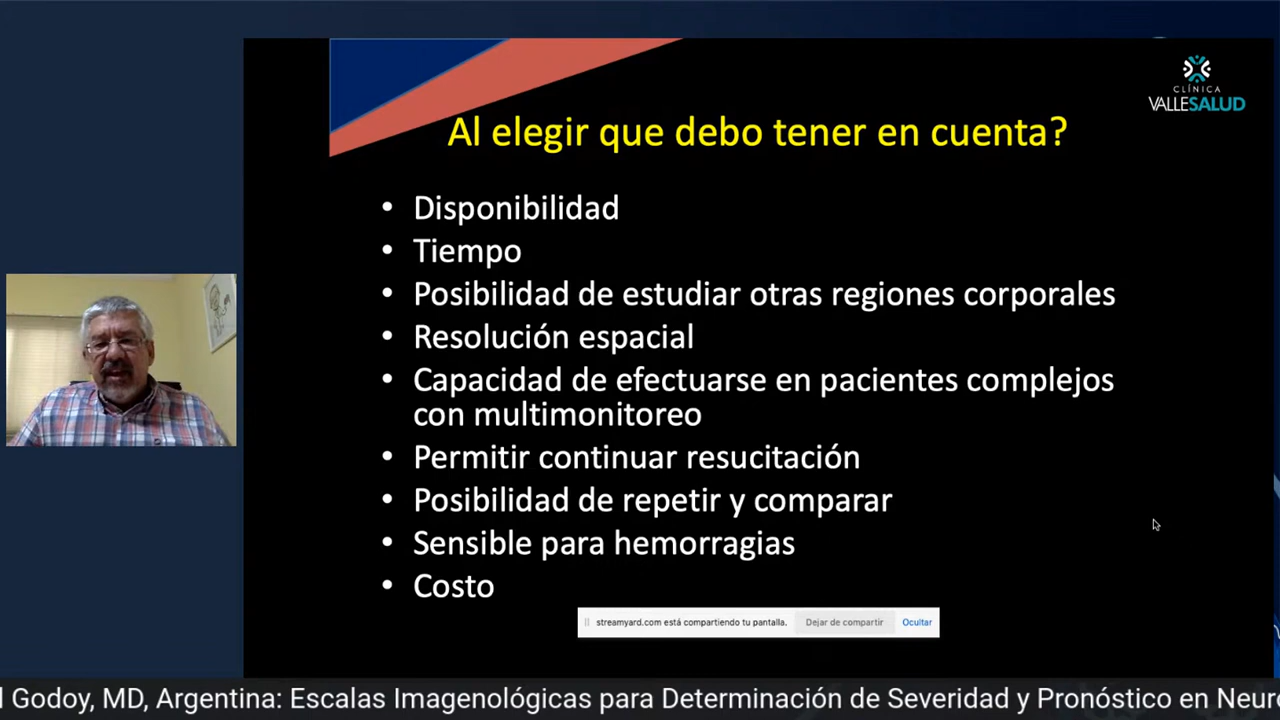 CLÍNICA
VALLESALUD
Al elegir que debo tener en cuenta?
• Disponibilidad
• Tiempo
• Posibilidad de estudiar otras regiones corporales
• Resolución espacial
• Capacidad de efectuarse en pacientes complejos
con multimonitoreo
• Permitir continuar resucitación
• Posibilidad de repetir y comparar
• Sensible para hemorragias
• Costo
streamyard.com está compartiendo tu pantalla. Dejar de compartir Ocultar
Godoy, MD, Argentina: Escalas Imagenológicas para Determinación de Severidad y Pronóstico en